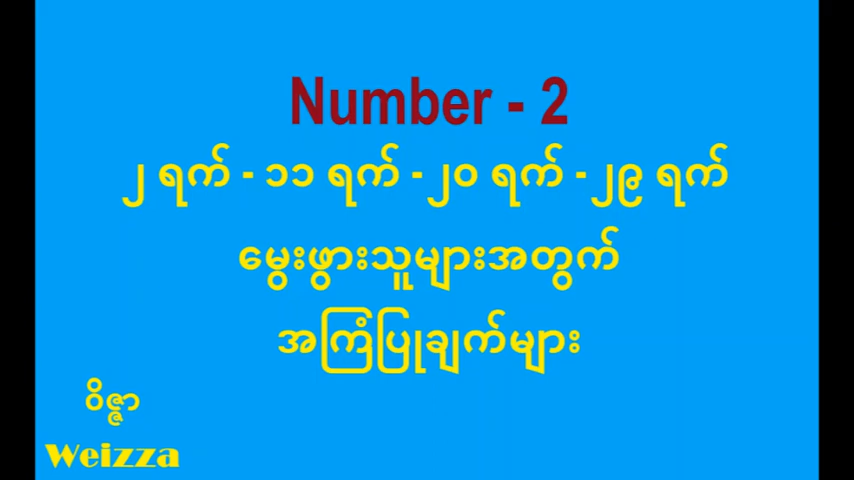 Number - 2
၂ ရက် - ၁၁ ရက် -၂၀ ရက် -၂၉ ရက်
မွေးဖွားသူများအတွက်
အကြံပြုချက်များ
ဝိဇ္ဇာ
Weizza